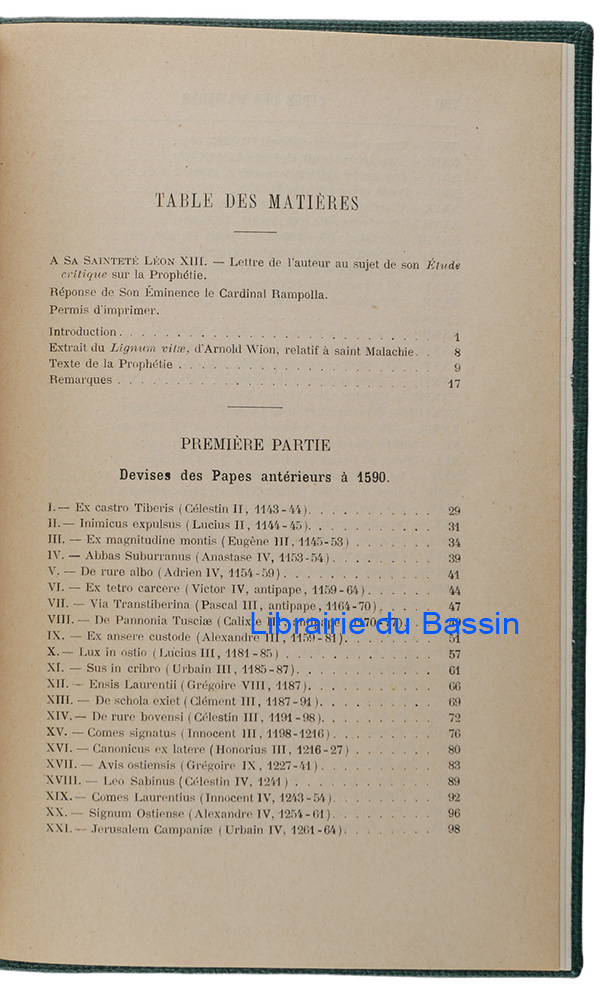 TABLE DES MATIÈRES
A SA SAINTETÉ LÉON XIII. — Lettre de l'auteur au sujet de son Étude
critique sur la Prophétie.
Réponse de Son Éminence le Cardinal Rampolla.
Permis d'imprimer.
Introduction . . . . . . . . . . . . . . . . . . . . 1
Extrait du Lignum vitæ, d'Arnold Wion, relatif à saint Malachie. . 8
Texte de la Prophétie . . . . . . . . . . . . . . . . . 9
Remarques . . . . . . . . . . . . . . . . . . . . 17
PREMIÈRE PARTIE
Devises des Papes antérieurs à 1590.
I. — Ex castro Tiberis (Célestin II, 1143-44). . . . . . . . . 29
II. — Inimicus expulsus (Lucius II, 1144-45). . . . . . . . . 31
III. — Ex magnitudine montis (Eugène III, 1145-53) . . . . . . 34
IV. — Abbas Suburranus (Anastase IV, 1153-54). . . . . . . . 39
V. — De rure albo (Adrien IV, 1154-59). . . . . . . . . . . 41
VI. — Ex tetro carcere (Victor IV, antipape, 1159-64). . . . . . 44
VII. — Via Transtiberina (Pascal III, antipape, 1164-70). . . . . 47
VIII. — De Pannonia Tusciæ (Calixte III, antipape,
IX. — Ex ansere custode (Alexandre III, 1159-81). . . . . . . 51
X. — Lux in ostio (Lucius III, 1181-85) . . . . . . . . . . . 57
XI. — Sus in cribro (Urbain III, 1185-87). . . . . . . . . . 61
XII. — Ensis Laurentii (Grégoire VIII, 1187). . . . . . . . . 66
XIII. — De schola exiet (Clément III, 1187-91). . . . . . . . 69
XIV. — De rure bovensi (Célestin III, 1191-98). . . . . . . . 72
XV. — Comes signatus (Innocent III, 1198-1216). . . . . . . . 76
XVI. — Canonicus ex latere (Honorius III, 1216-27) . . . . . . 80
XVII. — Avis ostiensis (Grégoire IX, 1227-41) . . . . . . . . 83
XVIII. — Leo Sabinus (Célestin IV, 1241) . . . . . . . . . . 89
XIX. — Comes Laurentius (Innocent IV, 1243-54). . . . . . . . 92
XX. — Signum Ostiense (Alexandre IV, 1254-61). . . . . . . . 96
XXI. — Jerusalem Campaniæ (Urbain IV, 1261-64). . . . . . . 98
Librairie du Bassin